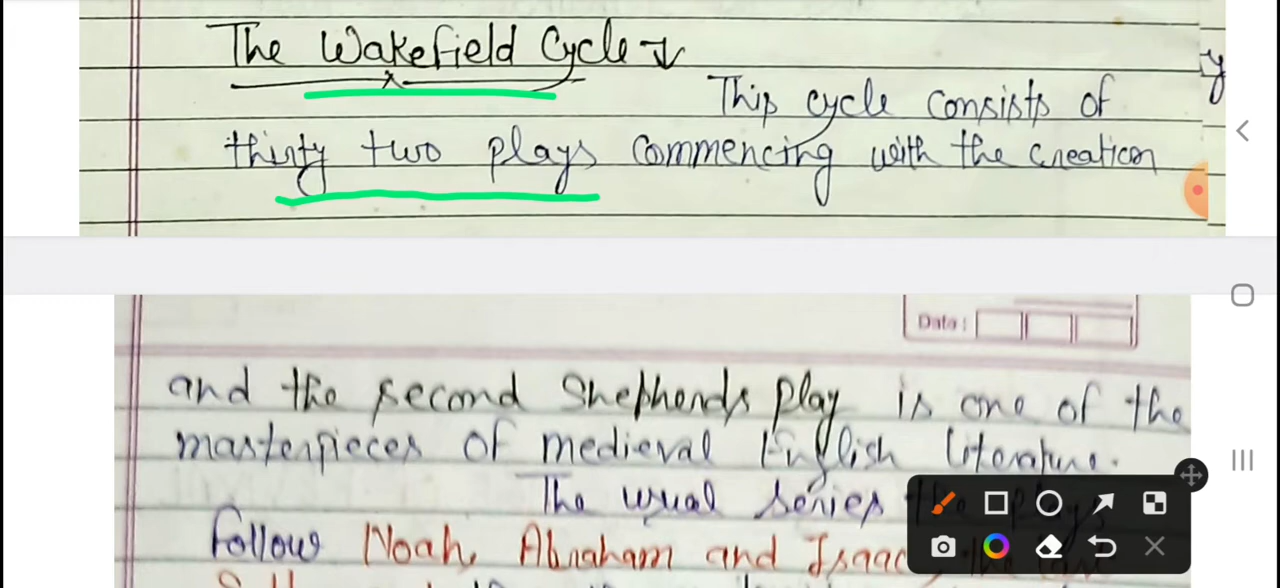 The Wakefield Cycle
This cycle consists of
thirty two plays commencing with the creation
Data :
and the second Shepherds play is one of the
masterpieces of medieval English literature.
The usual series
follow Noah, Abraham and Isaac